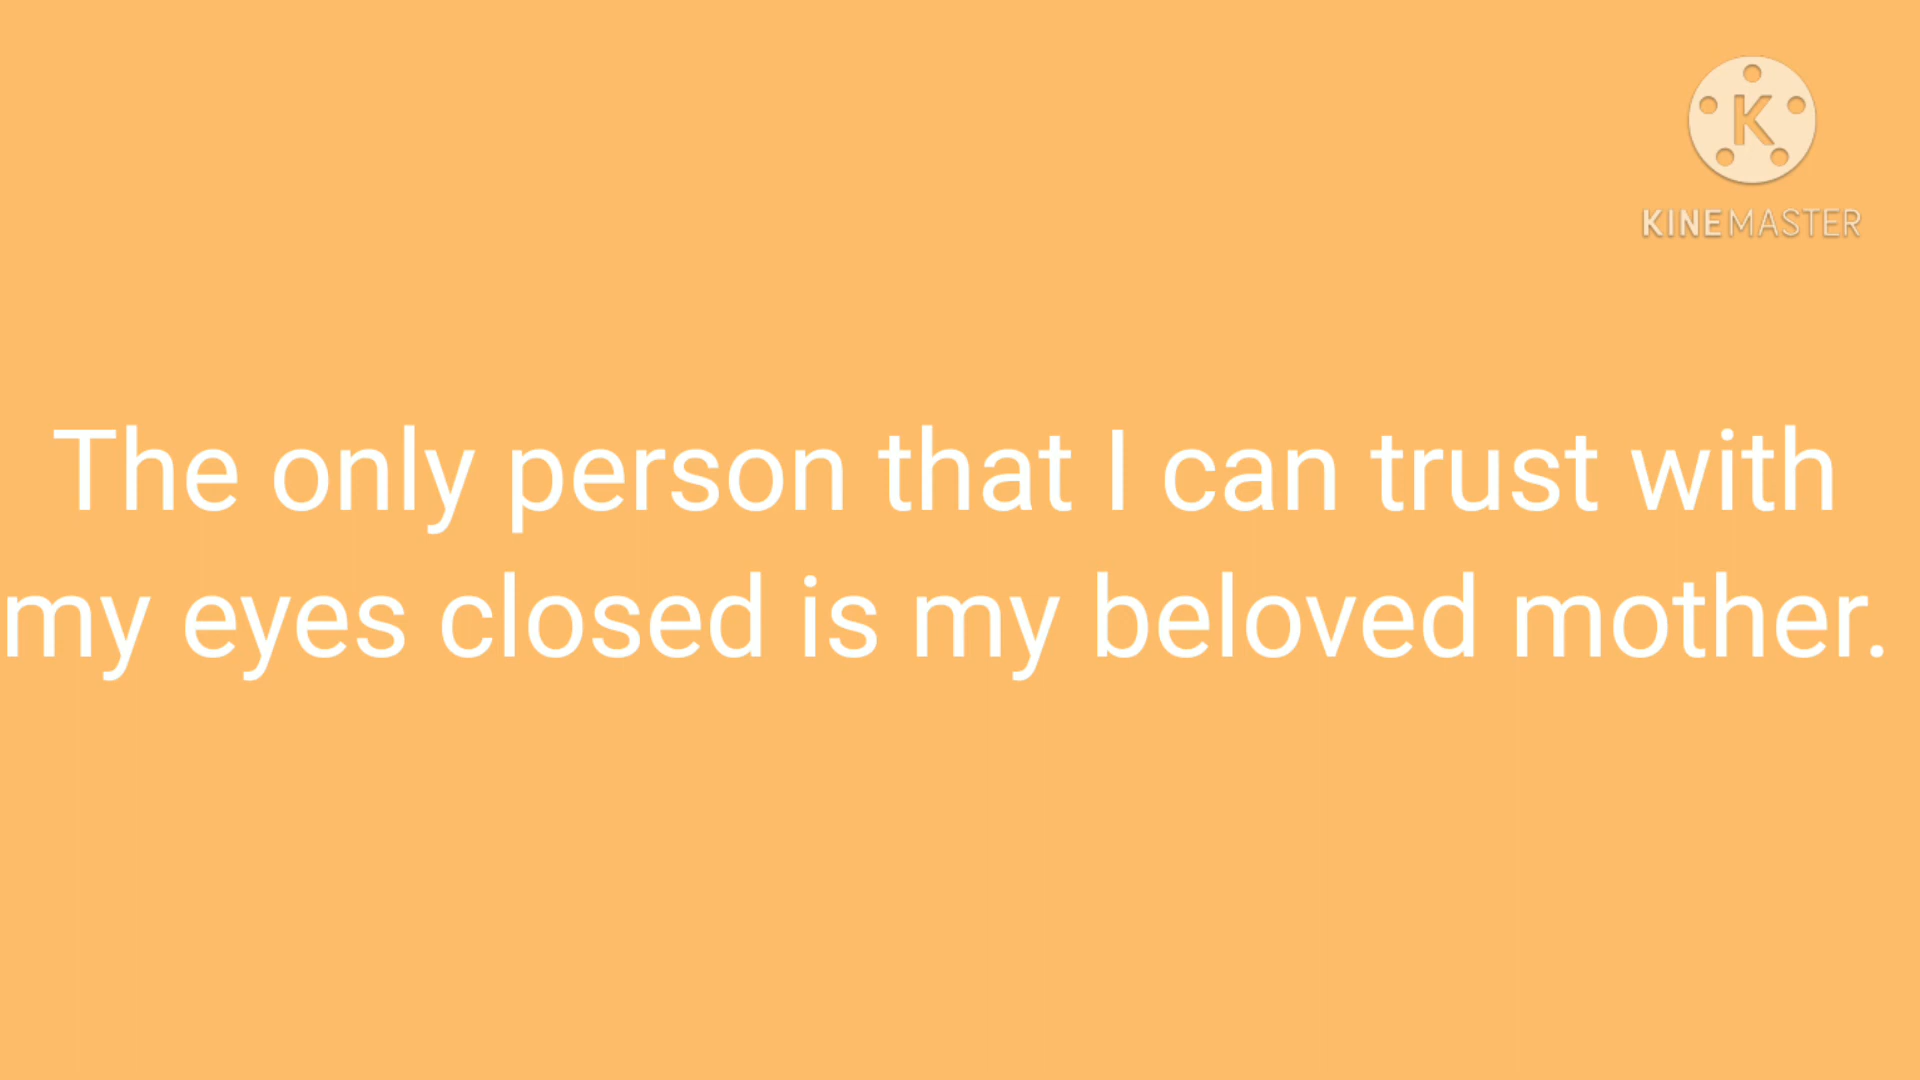 K
KINEMASTER
The only person that I can trust with
my eyes closed is my beloved mother.